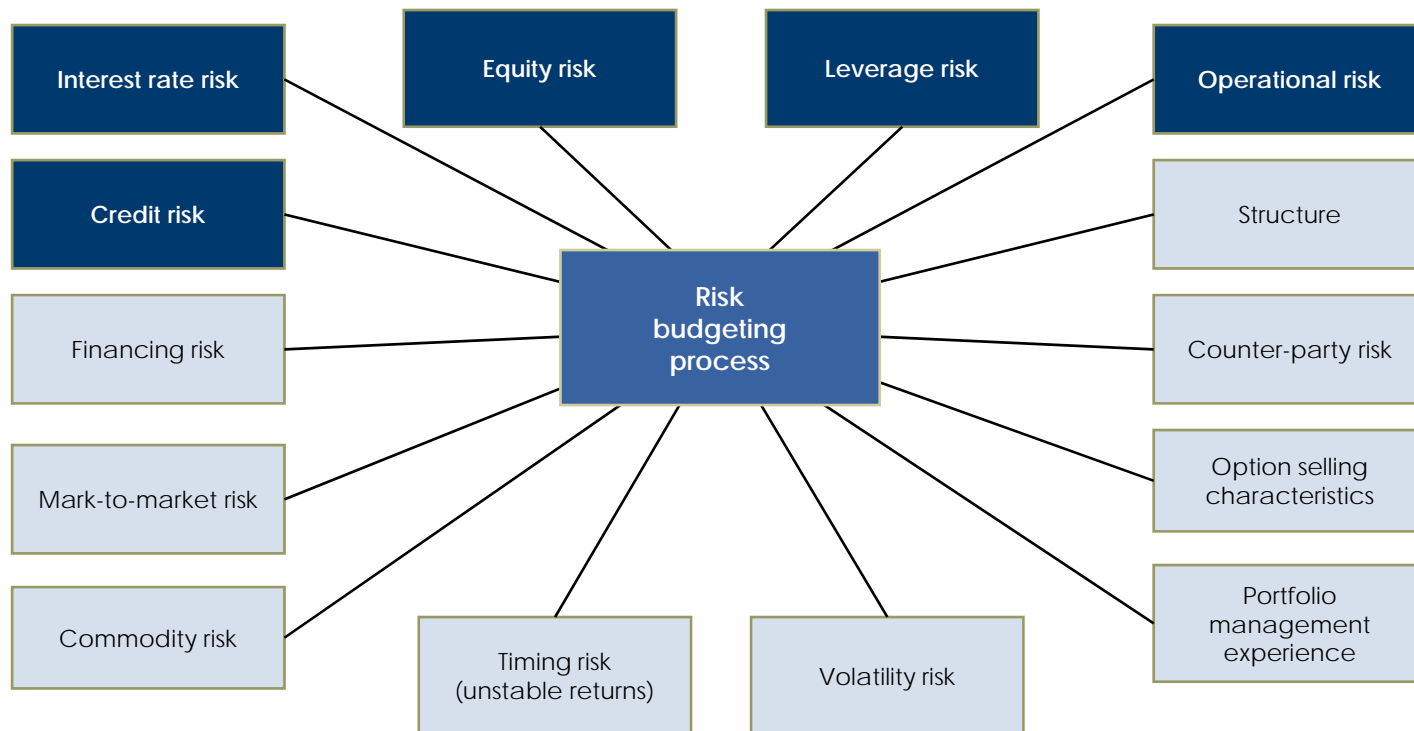 Interest rate risk
Equity risk
Leverage risk
Operational risk
Credit risk
Structure
Risk
budgeting
process
Financing risk
Counter-party risk
Mark-to-market risk
Option selling
characteristics
Commodity risk
Timing risk
(unstable returns)
Volatility risk
Portfolio
management
experience